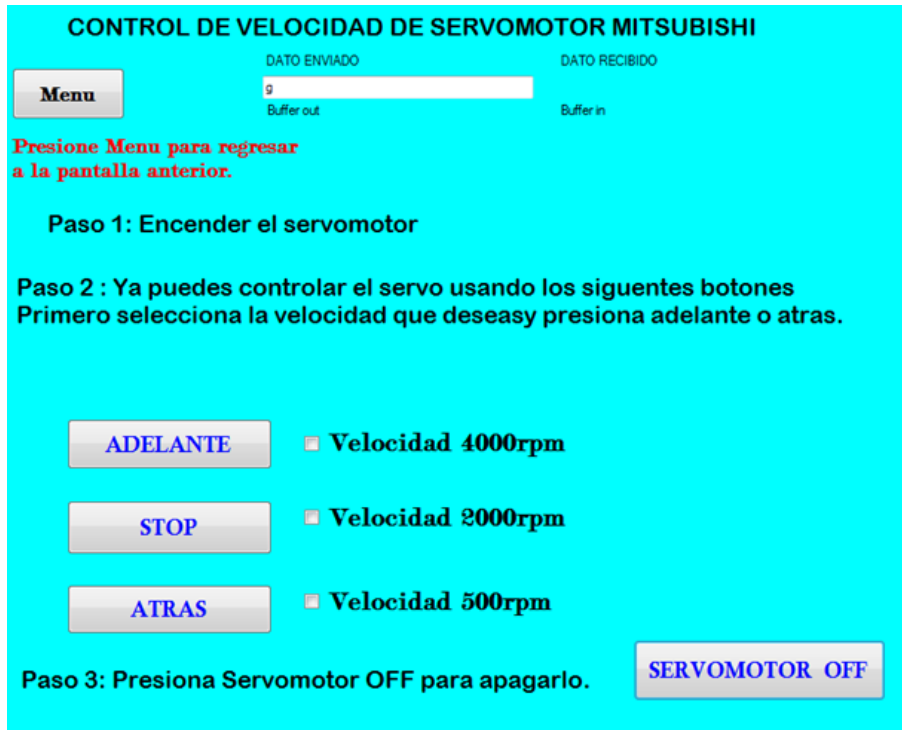 CONTROL DE VELOCIDAD DE SERVOMOTOR MITSUBISHI
DATO ENVIADO
DATO RECIBIDO
Menu
g
Buffer out
Buffer in
Presione Menu para regresar
a la pantalla anterior.
Paso 1: Encender el servomotor
Paso 2 : Ya puedes controlar el servo usando los siguentes botones
Primero selecciona la velocidad que deseasy presiona adelante o atras.
ADELANTE
Velocidad 4000rpm
STOP
Velocidad 2000rpm
ATRAS
Velocidad 500rpm
SERVOMOTOR OFF
Paso 3: Presiona Servomotor OFF para apagarlo.